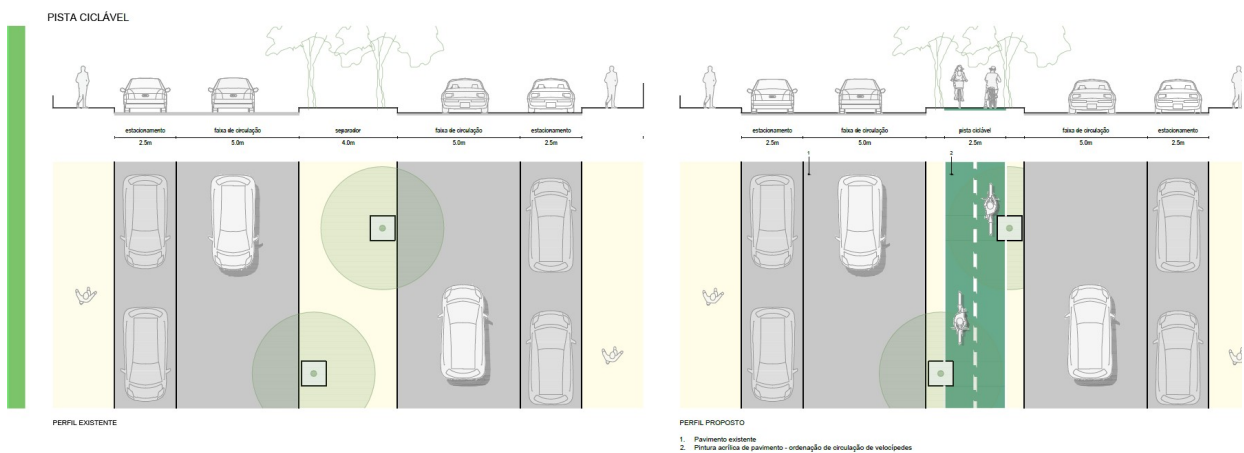 PISTA CICLÁVEL
estacionamento faixa de circulação separador faixa de circulação estacionamento
2.5m 5.0m 4.0m 5.0m 2.5m
PERFIL EXISTENTE
estacionamento faixa de circulação pista ciclável faixa de circulação estacionamento
2.5m 5.0m 2.5m 5.0m 2.5m
1 2
PERFIL PROPOSTO
1. Pavimento existente
2. Pintura acrílica de pavimento - ordenação de circulação de velocípedes